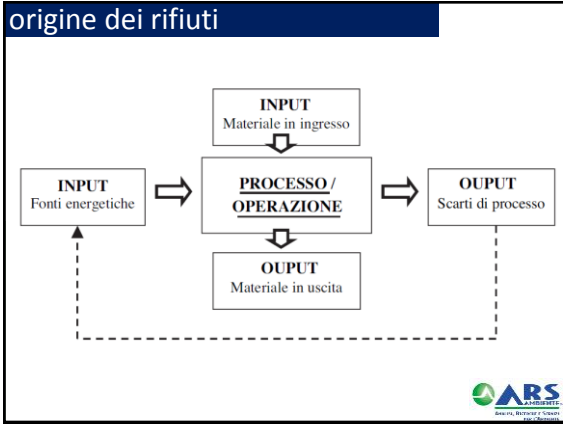 origine dei rifiuti
INPUT
Materiale in ingresso
INPUT
Fonti energetiche
PROCESSO /
OPERAZIONE
OUPUT
Scarti di processo
OUPUT
Materiale in uscita
ARS
AMBIENTE